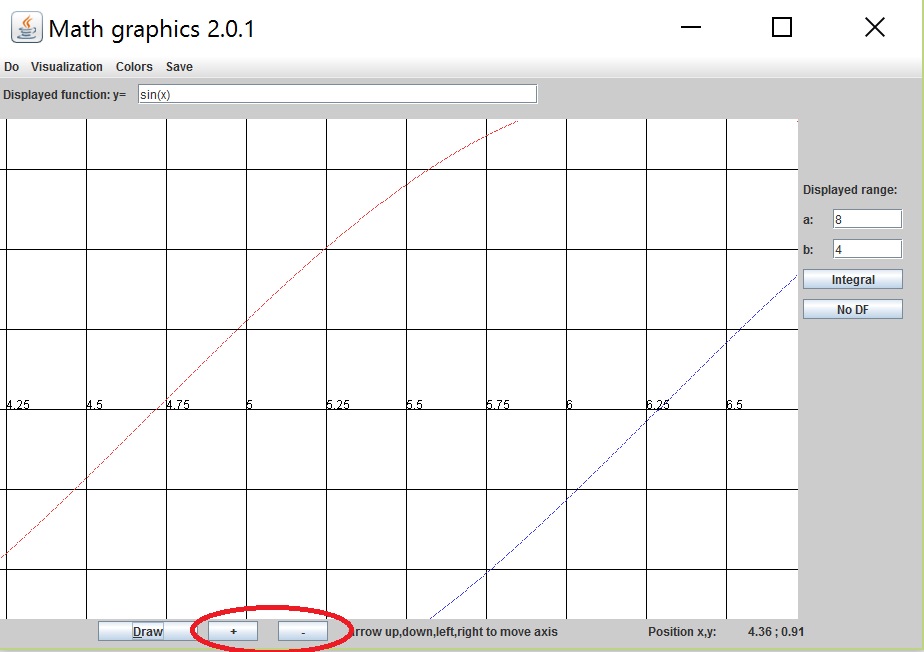 Math graphics 2.0.1
Do Visualization Colors Save
Displayed function: y= sin(x)
Displayed range:
a: 8
b: 4
Integral
No DF
4.25 4.5 4.75 5 5.25 5.5 5.75 6 6.25 6.5
Draw + - rrow up,down,left,right to move axis Position x,y: 4.36 ; 0.91